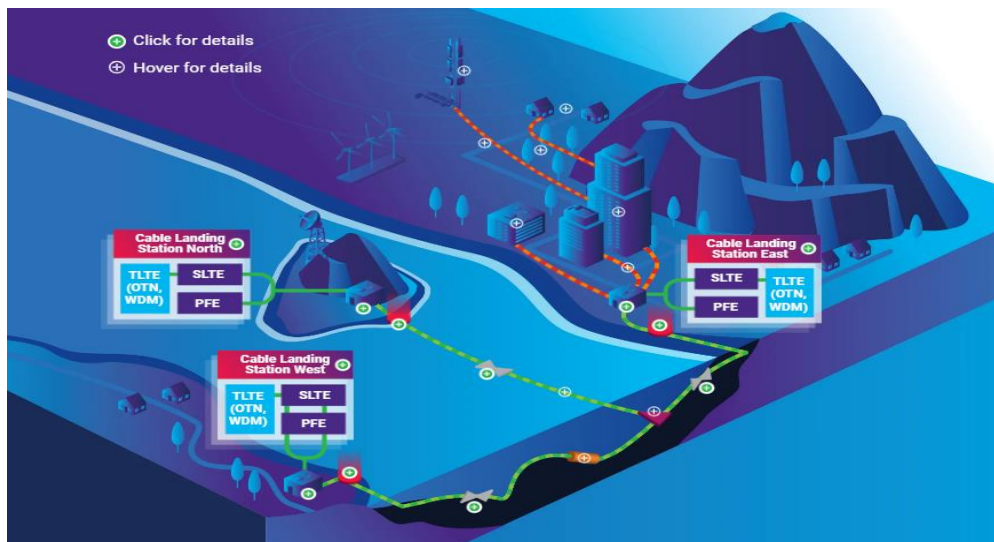 Click for details
Hover for details
Cable Landing
Station North
TLTE
(OTN,
WDM)
SLTE
PFE
Cable Landing
Station East
SLTE
PFE
TLTE
(OTN,
WDM)
Cable Landing
Station West
TLTE
(OTN,
WDM)
SLTE
PFE